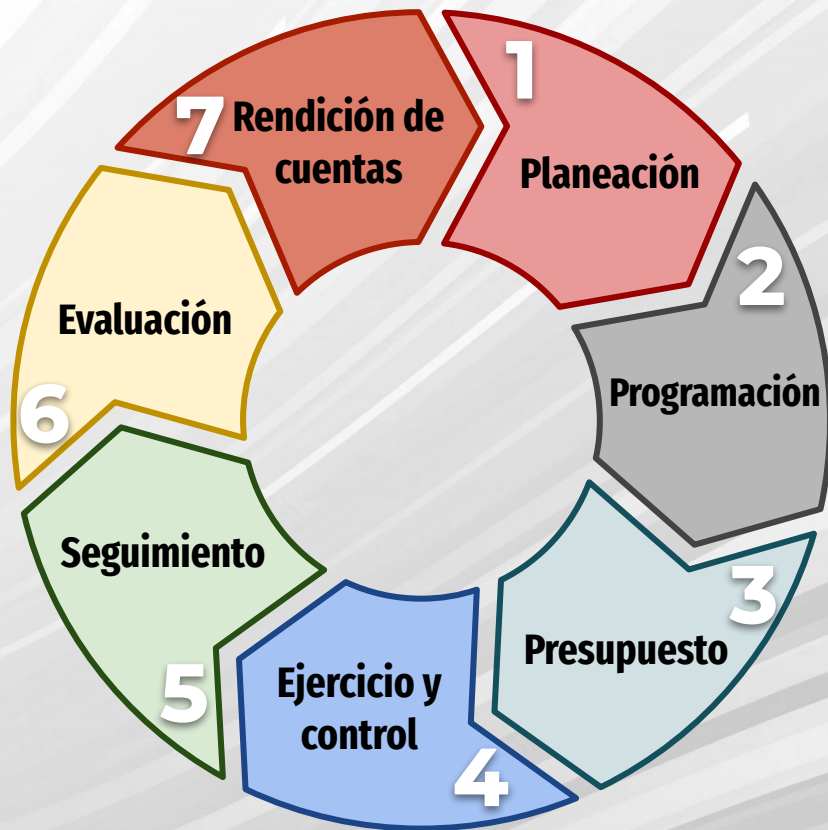 1
Planeación
2
Programación
3
Presupuesto
4
Ejercicio y
control
5
Seguimiento
6
Evaluación
7
Rendición de
cuentas